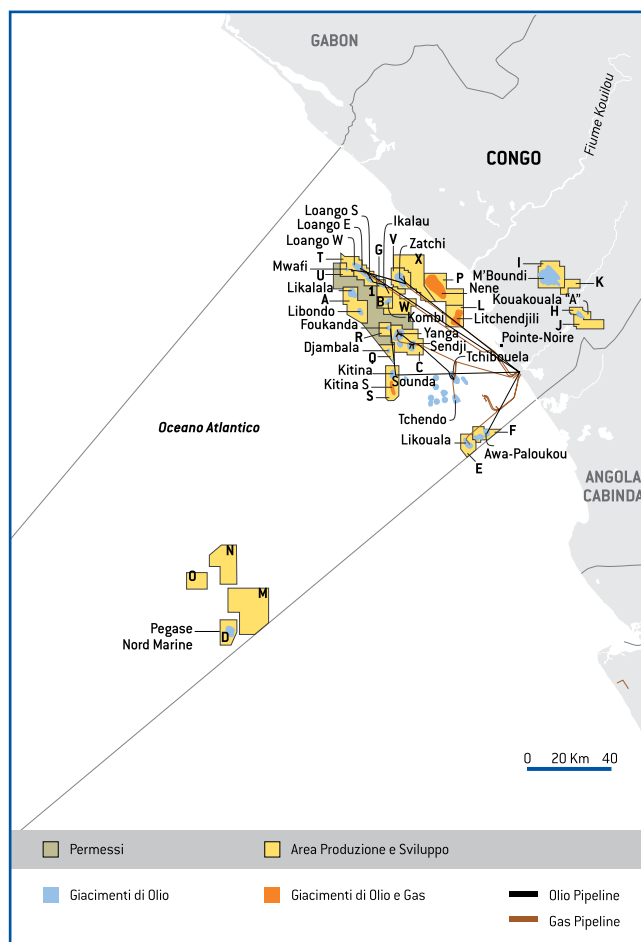 GABON
Fiume Kouilou
CONGO
Loango S
Loango E
Loango W
Ikalau
G
V
Zatchi
T
X
Mwafi
U
I
P
M'Boundi
K
Nene
Likalala
1
A
B
W
L
Kouakouala "A"
H
Libondo
Kombi
Litchendjili
J
Foukanda
R
Yanga
Pointe-Noire
Djambala
Sendji
Q
Tchibouela
C
Kitina
Sounda
Kitina S
S
Tchendo
Oceano Atlantico
F
Likouala
Awa-Paloukou
E
ANGOLA
CABINDA
N
O
M
Pegase
Nord Marine
D
0 20 Km 40
Permessi
Area Produzione e Sviluppo
Giacimenti di Olio
Giacimenti di Olio e Gas
Olio Pipeline
Gas Pipeline